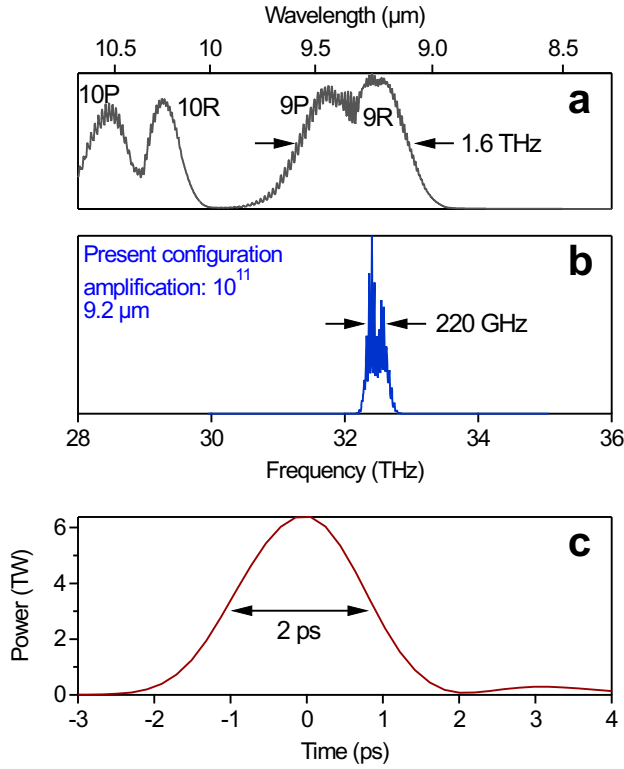 Wavelength (µm)
10.5 10 9.5 9.0 8.5
10P 10R 9P 9R a
1.6 THz
Present configuration b
amplification: 10¹¹
9.2 µm
220 GHz
28 30 32 34 36
Frequency (THz)
6 c
4
2 ps
2
0
Power (TW)
-3 -2 -1 0 1 2 3 4
Time (ps)